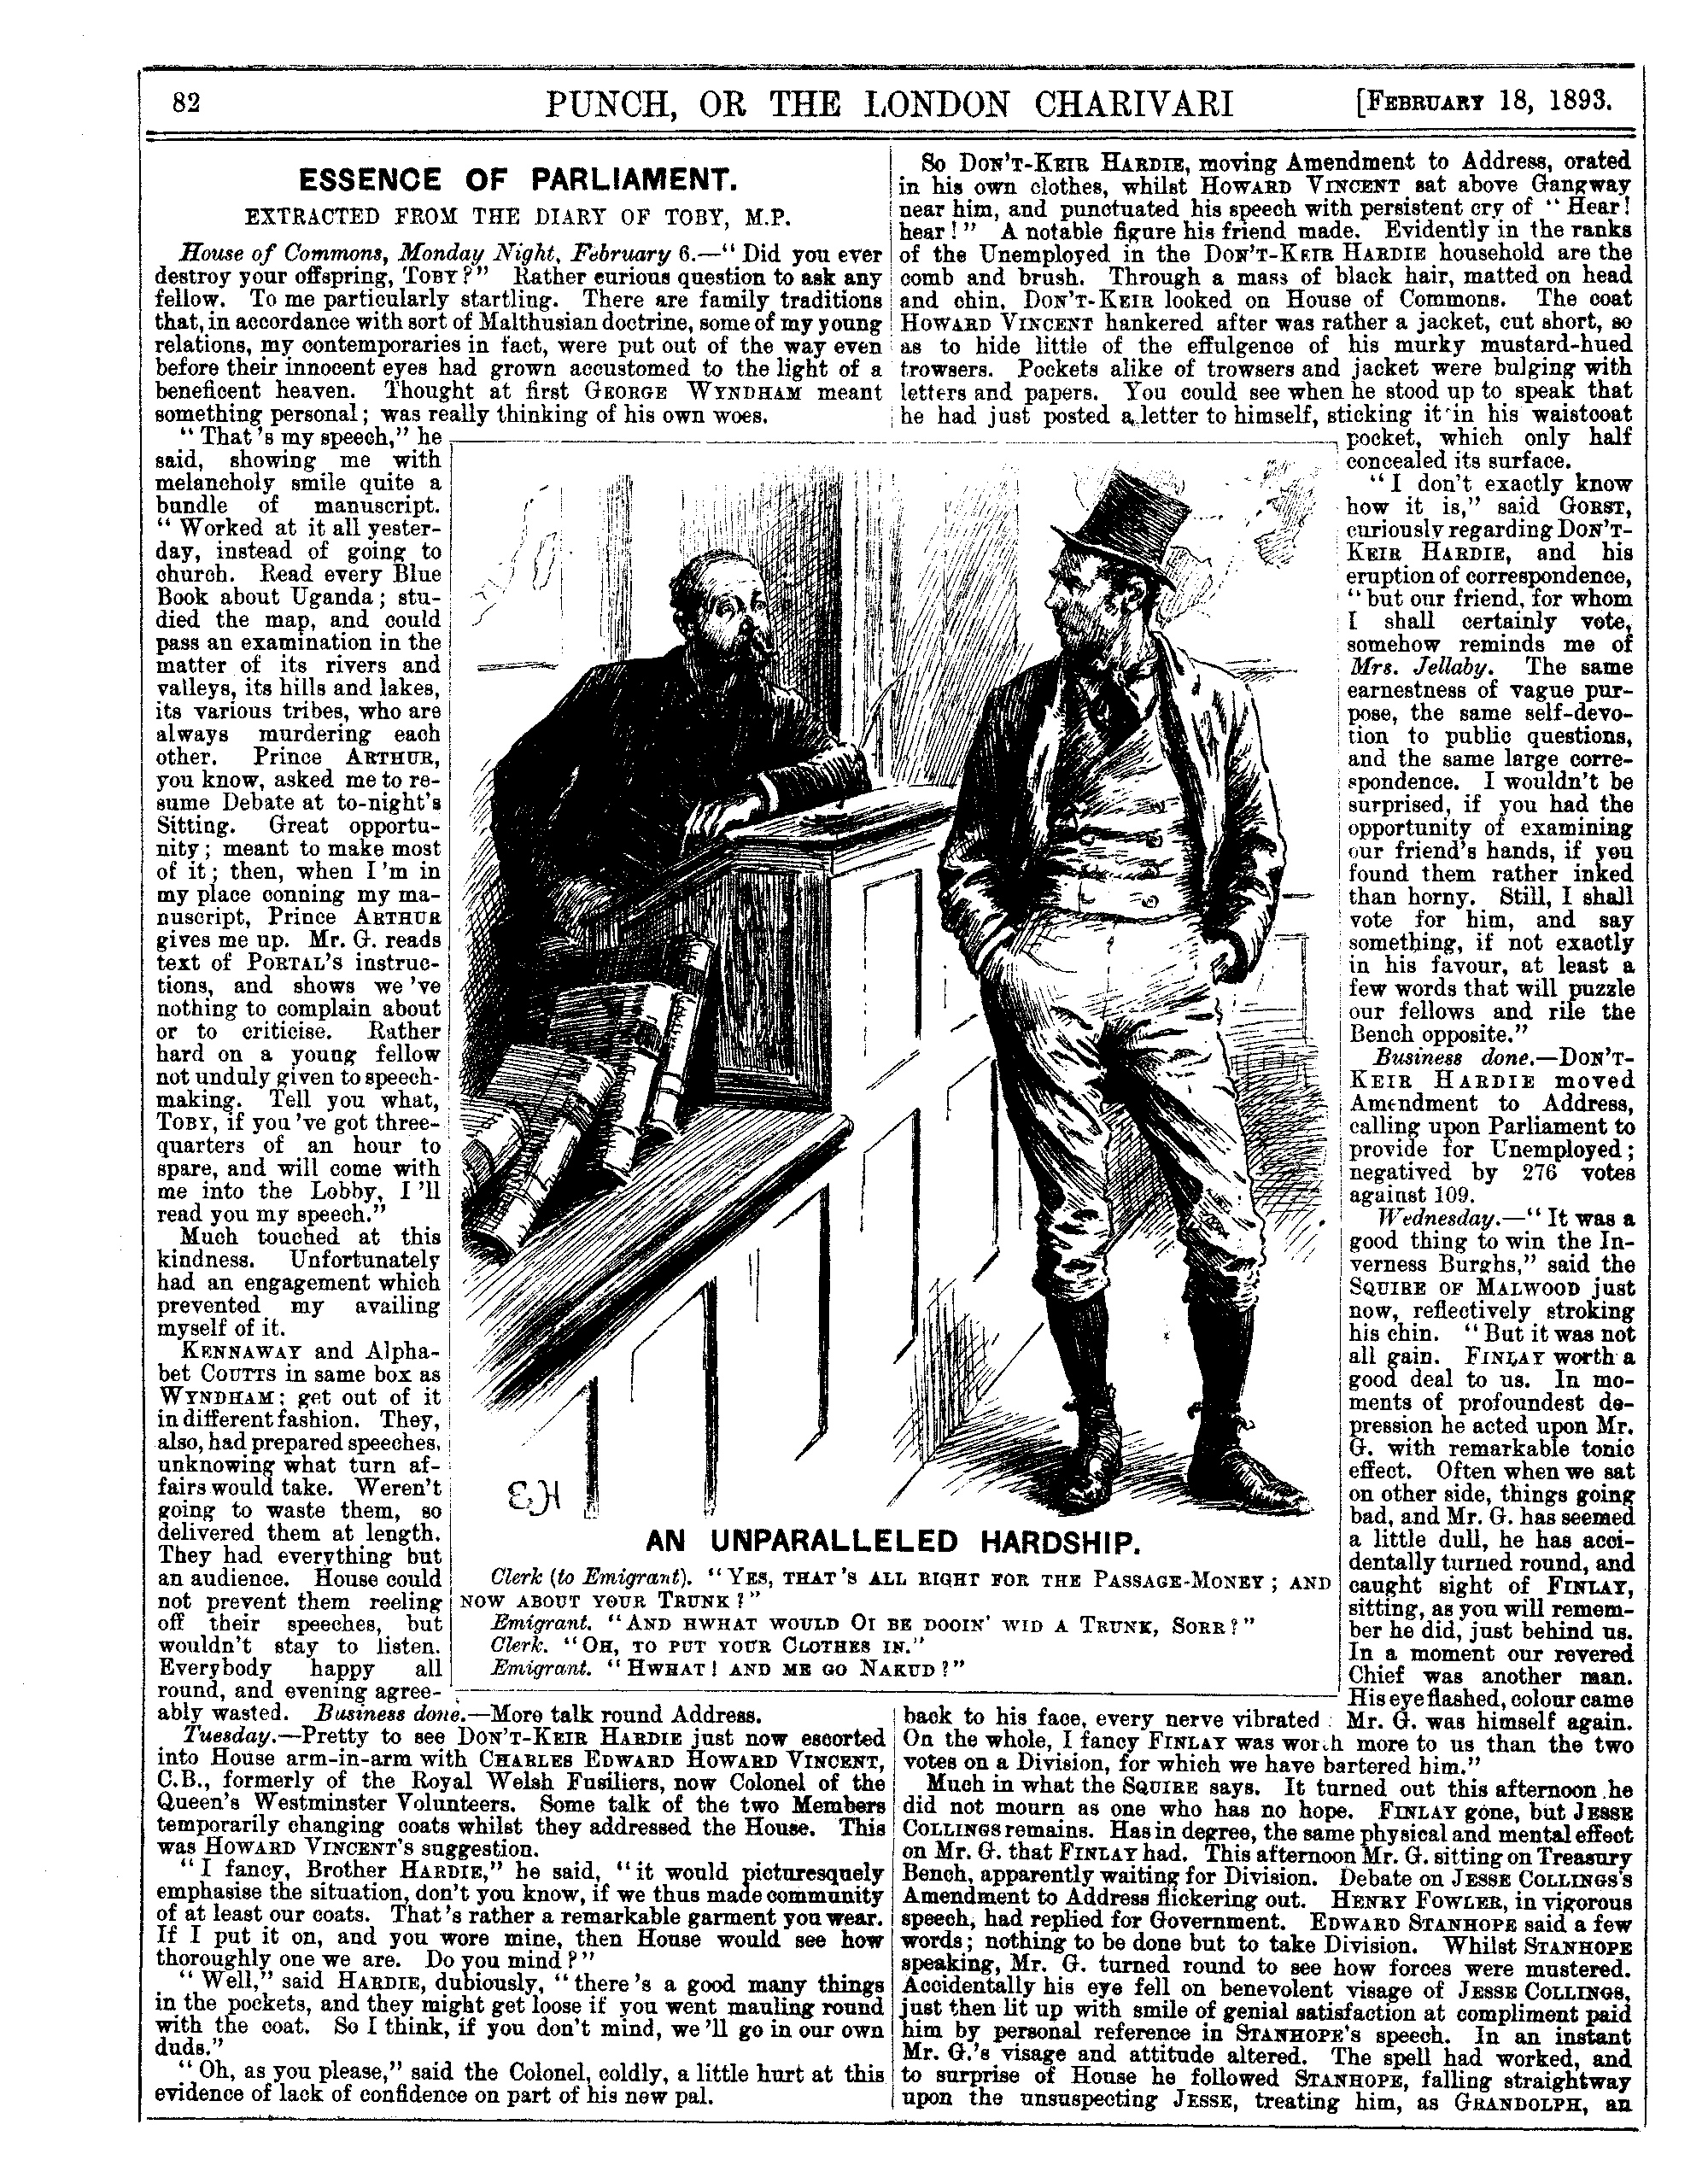 82
PUNCH, OR THE LONDON CHARIVARI
[FEBRUARY 18, 1893.
ESSENCE OF PARLIAMENT.
EXTRACTED FROM THE DIARY OF TOBY, M.P.
House of Commons, Monday Night, February 6.—"Did you ever
destroy your offspring, TOBY?" Rather curious question to ask any
fellow. To me particularly startling. There are family traditions
that, in accordance with sort of Malthusian doctrine, some of my young
relations, my contemporaries in fact, were put out of the way even
before their innocent eyes had grown accustomed to the light of a
beneficent heaven. Thought at first GEORGE WYNDHAM meant
something personal; was really thinking of his own woes.
"That's my speech," he
said, showing me with
melancholy smile quite a
bundle of manuscript.
"Worked at it all yester-
day, instead of going to
church. Read every Blue
Book about Uganda; stu-
died the map, and could
pass an examination in the
matter of its rivers and
valleys, its hills and lakes,
its various tribes, who are
always murdering each
other. Prince ARTHUR,
you know, asked me to re-
sume Debate at to-night's
Sitting. Great opportu-
nity; meant to make most
of it; then, when I'm in
my place conning my ma-
nuscript, Prince ARTHUR
gives me up. Mr. G. reads
text of PORTAL'S instruc-
tions, and shows we've
nothing to complain about
or to criticise. Rather
hard on a young fellow
not unduly given to speech-
making. Tell you what,
TOBY, if you've got three-
quarters of an hour to
spare, and will come with
me into the Lobby, I'll
read you my speech."
Much touched at this
kindness. Unfortunately
had an engagement which
prevented my availing
myself of it.
KENNAWAY and Alpha-
bet COUTTS in same box as
WYNDHAM; get out of it
in different fashion. They,
also, had prepared speeches,
unknowing what turn af-
fairs would take. Weren't
going to waste them, so
delivered them at length.
They had everything but
an audience. House could
not prevent them reeling
off their speeches, but
wouldn't stay to listen.
Everybody happy all
round, and evening agree-
ably wasted. Business done.—More talk round Address.
Tuesday.—Pretty to see DON'T-KEIR HARDIE just now escorted
into House arm-in-arm with CHARLES EDWARD HOWARD VINCENT,
C.B., formerly of the Royal Welsh Fusiliers, now Colonel of the
Queen's Westminster Volunteers. Some talk of the two Members
temporarily changing coats whilst they addressed the House. This
was HOWARD VINCENT'S suggestion.
"I fancy, Brother HARDIE," he said, "it would picturesquely
emphasise the situation, don't you know, if we thus made community
of at least our coats. That's rather a remarkable garment you wear.
If I put it on, and you wore mine, then House would see how
thoroughly one we are. Do you mind?"
"Well," said HARDIE, dubiously, "there's a good many things
in the pockets, and they might get loose if you went mauling round
with the coat. So I think, if you don't mind, we'll go in our own
duds."
"Oh, as you please," said the Colonel, coldly, a little hurt at this
evidence of lack of confidence on part of his new pal.
EH
AN UNPARALLELED HARDSHIP.
Clerk (to Emigrant). "YES, THAT'S ALL RIGHT FOR THE PASSAGE-MONEY; AND
NOW ABOUT YOUR TRUNK?"
Emigrant. "AND HWHAT WOULD OI BE DOOIN' WID A TRUNK, SORR?"
Clerk. "OH, TO PUT YOUR CLOTHES IN."
Emigrant. "HWHAT! AND ME GO NAKUD?"
So DON'T-KEIR HARDIE, moving Amendment to Address, orated
in his own clothes, whilst HOWARD VINCENT sat above Gangway
near him, and punctuated his speech with persistent cry of "Hear!
hear!" A notable figure his friend made. Evidently in the ranks
of the Unemployed in the DON'T-KEIR HARDIE household are the
comb and brush. Through a mass of black hair, matted on head
and chin, DON'T-KEIR looked on House of Commons. The coat
HOWARD VINCENT hankered after was rather a jacket, cut short, so
as to hide little of the effulgence of his murky mustard-hued
trowsers. Pockets alike of trowsers and jacket were bulging with
letters and papers. You could see when he stood up to speak that
he had just posted a letter to himself, sticking it in his waistcoat
pocket, which only half
concealed its surface.
"I don't exactly know
how it is," said GORST,
curiously regarding DON'T-
KEIR HARDIE, and his
eruption of correspondence,
"but our friend, for whom
I shall certainly vote,
somehow reminds me of
Mrs. Jellaby. The same
earnestness of vague pur-
pose, the same self-devo-
tion to public questions,
and the same large corre-
spondence. I wouldn't be
surprised, if you had the
opportunity of examining
our friend's hands, if you
found them rather inked
than horny. Still, I shall
vote for him, and say
something, if not exactly
in his favour, at least a
few words that will puzzle
our fellows and rile the
Bench opposite."
Business done.—DON'T-
KEIR HARDIE moved
Amendment to Address,
calling upon Parliament to
provide for Unemployed;
negatived by 276 votes
against 109.
Wednesday.—"It was a
good thing to win the In-
verness Burghs," said the
SQUIRE OF MALWOOD just
now, reflectively stroking
his chin. "But it was not
all gain. FINLAY worth a
good deal to us. In mo-
ments of profoundest de-
pression he acted upon Mr.
G. with remarkable tonic
effect. Often when we sat
on other side, things going
bad, and Mr. G. has seemed
a little dull, he has acci-
dentally turned round, and
caught sight of FINLAY,
sitting, as you will remem-
ber he did, just behind us.
In a moment our revered
Chief was another man.
His eye flashed, colour came
back to his face, every nerve vibrated: Mr. G. was himself again.
On the whole, I fancy FINLAY was worth more to us than the two
votes on a Division, for which we have bartered him."
Much in what the SQUIRE says. It turned out this afternoon he
did not mourn as one who has no hope. FINLAY gone, but JESSE
COLLINGS remains. Has in degree, the same physical and mental effect
on Mr. G. that FINLAY had. This afternoon Mr. G. sitting on Treasury
Bench, apparently waiting for Division. Debate on JESSE COLLINGS'S
Amendment to Address flickering out. HENRY FOWLER, in vigorous
speech, had replied for Government. EDWARD STANHOPE said a few
words; nothing to be done but to take Division. Whilst STANHOPE
speaking, Mr. G. turned round to see how forces were mustered.
Accidentally his eye fell on benevolent visage of JESSE COLLINGS,
just then lit up with smile of genial satisfaction at compliment paid
him by personal reference in STANHOPE'S speech. In an instant
Mr. G.'s visage and attitude altered. The spell had worked, and
to surprise of House he followed STANHOPE, falling straightway
upon the unsuspecting JESSE, treating him, as GRANDOLPH, an